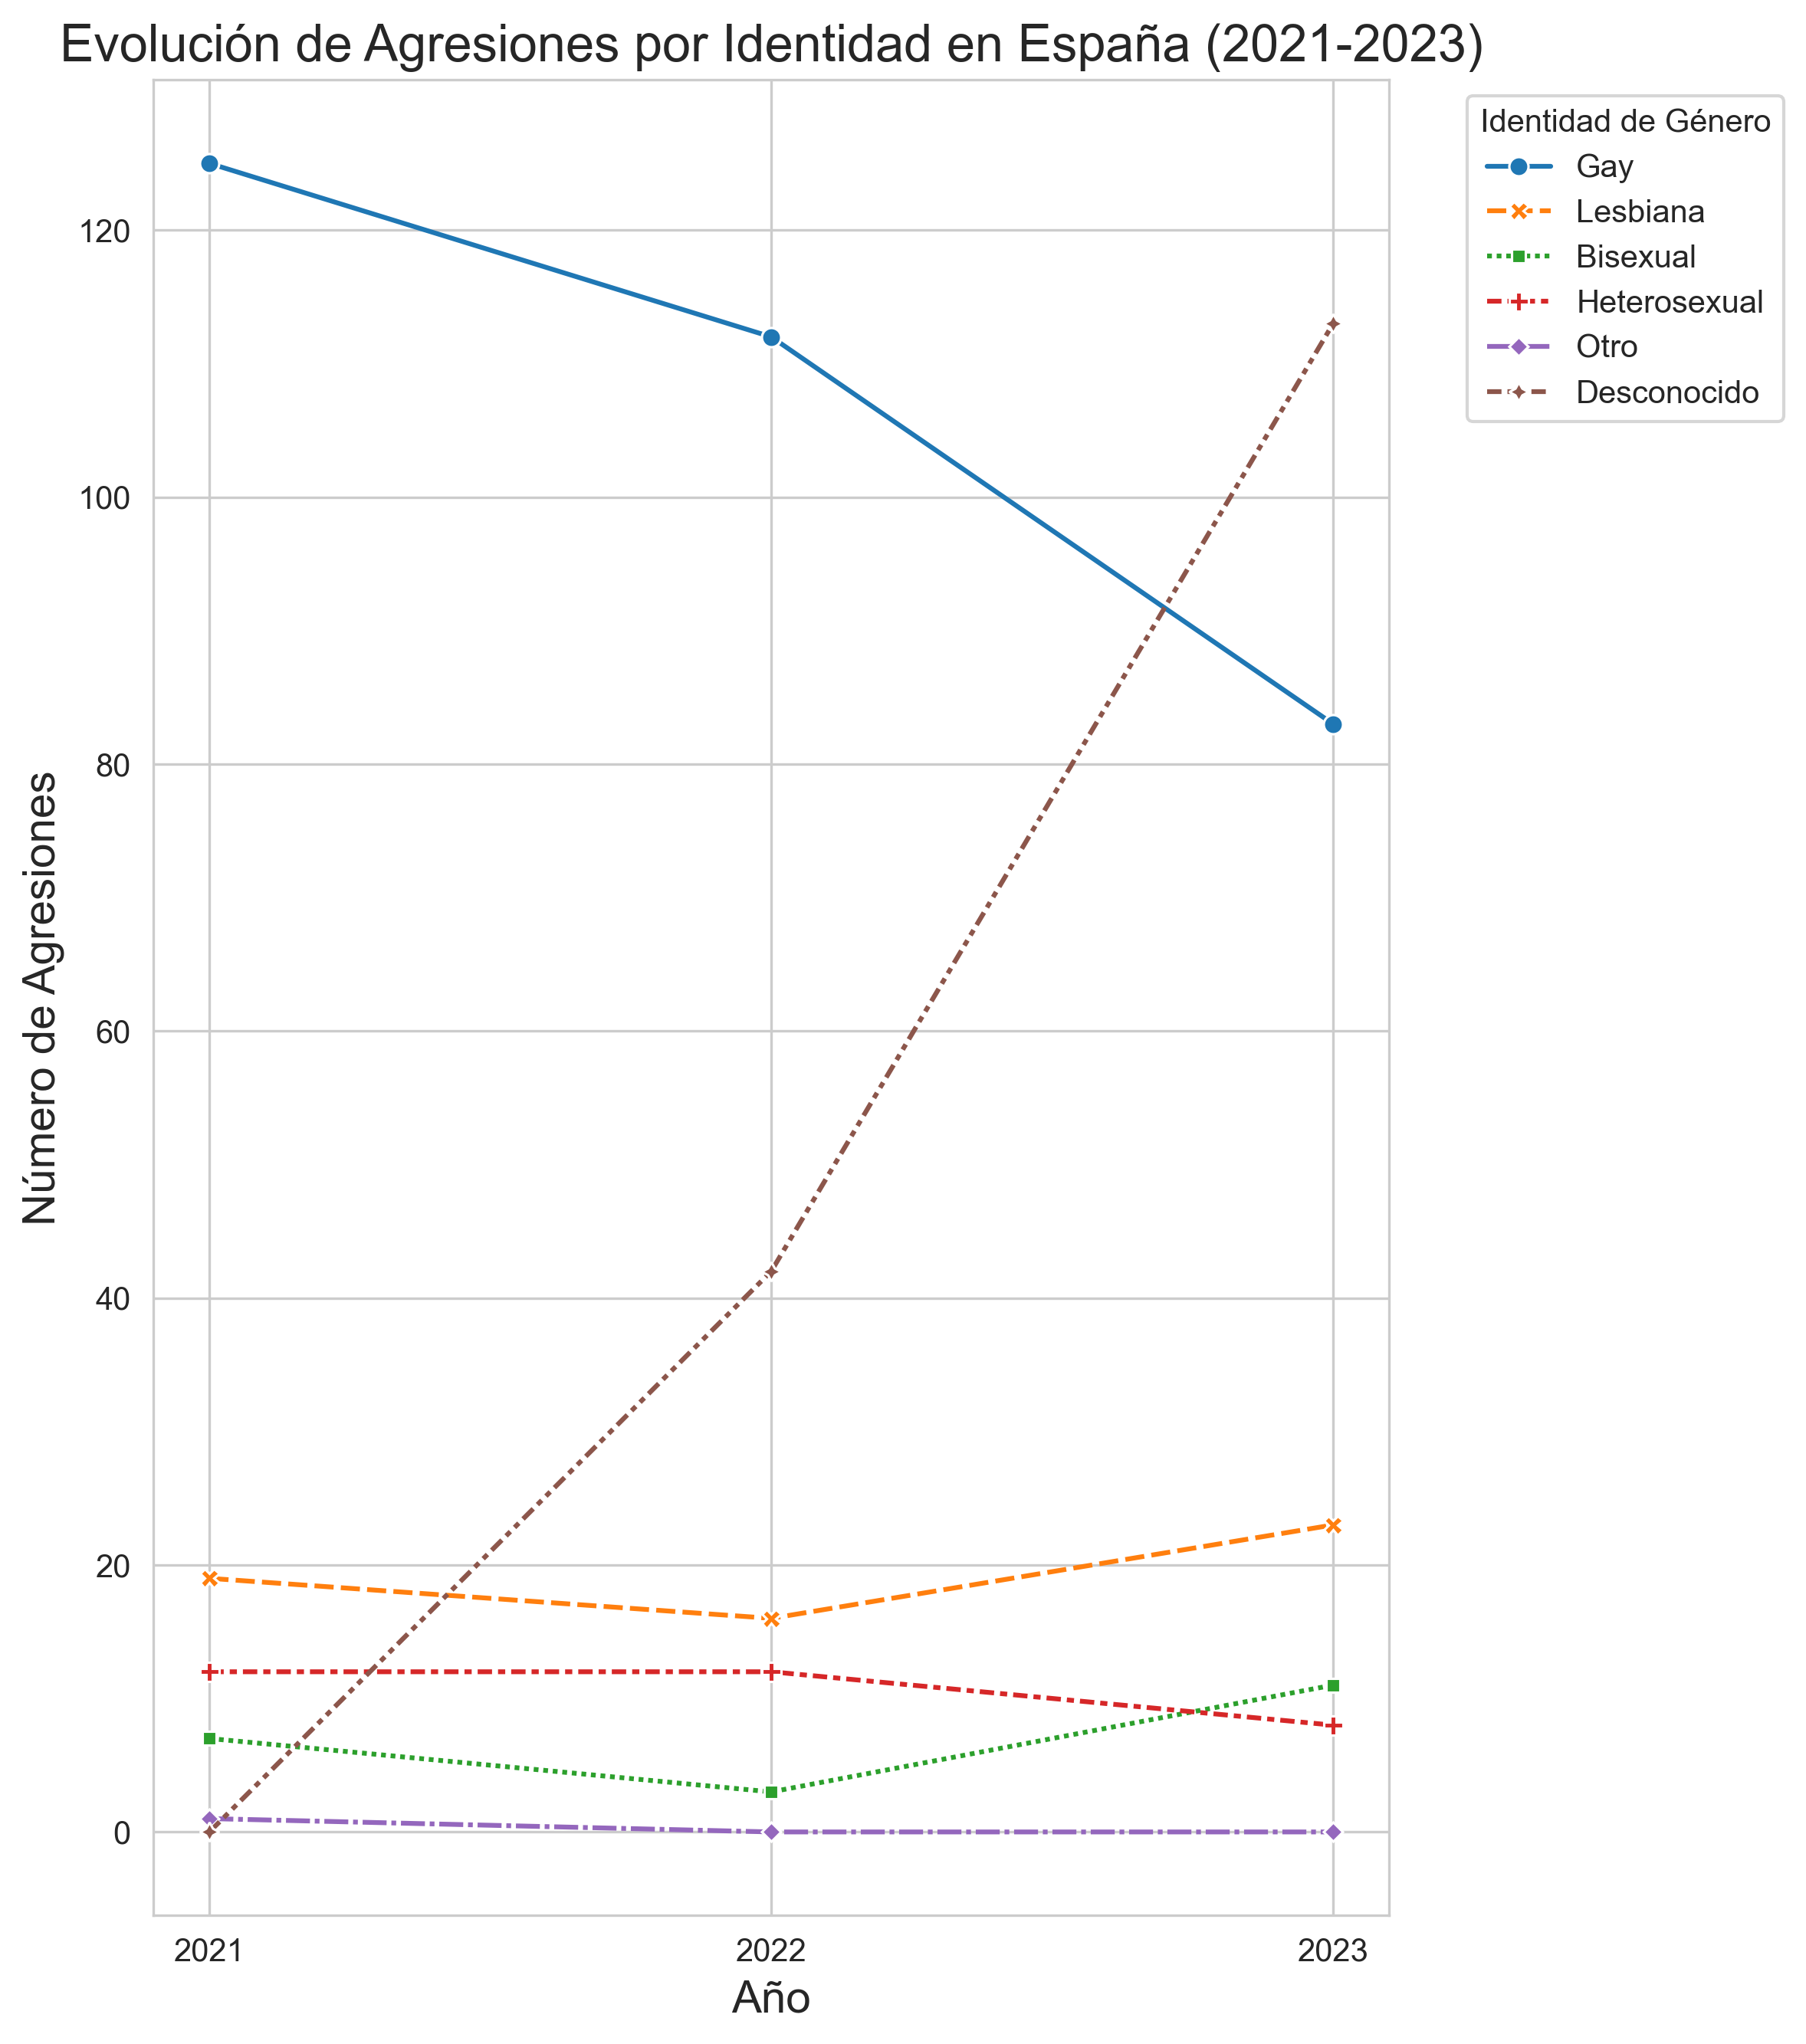 Evolución de Agresiones por Identidad en España (2021-2023)
Identidad de Género
Gay
Lesbiana
Bisexual
Heterosexual
Otro
Desconocido
Número de Agresiones
120
100
80
60
40
20
0
2021
2022
2023
Año